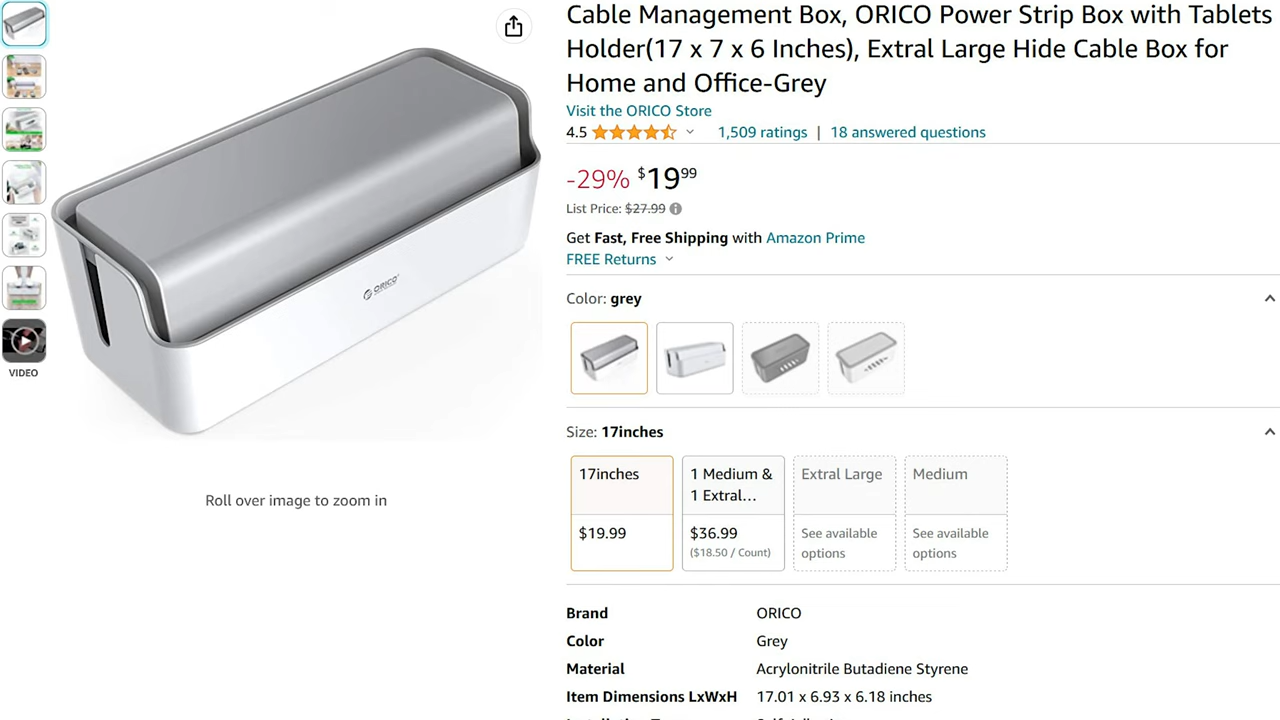 Cable Management Box, ORICO Power Strip Box with Tablets
Holder(17 x 7 x 6 Inches), Extral Large Hide Cable Box for
Home and Office-Grey
Visit the ORICO Store
4.5
1,509 ratings | 18 answered questions
-29% $1999
List Price: $27.99
Get Fast, Free Shipping with Amazon Prime
FREE Returns
Color: grey
Size: 17inches
17inches
$19.99
1 Medium &
1 Extral...
$36.99
($18.50 / Count)
Extral Large
See available
options
Medium
See available
options
Brand ORICO
Color Grey
Material Acrylonitrile Butadiene Styrene
Item Dimensions LxWxH 17.01 x 6.93 x 6.18 inches
ORICO
VIDEO
Roll over image to zoom in